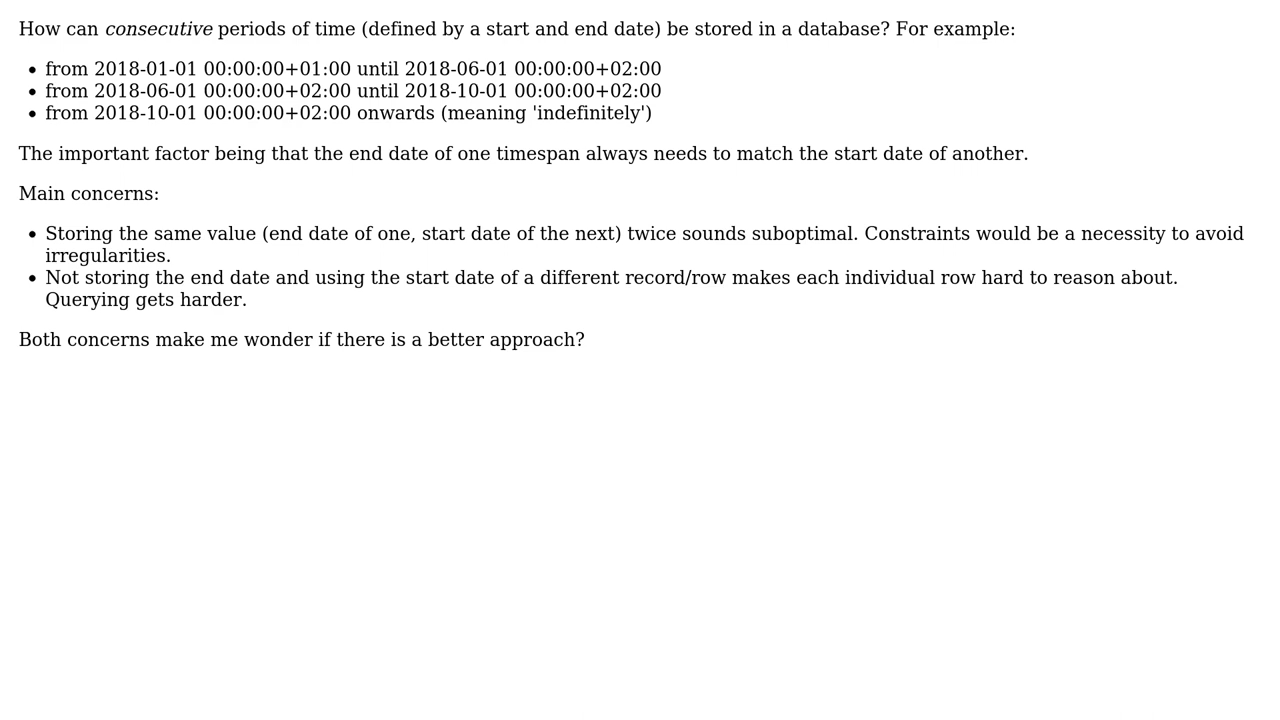 How can consecutive periods of time (defined by a start and end date) be stored in a database? For example:
• from 2018-01-01 00:00:00+01:00 until 2018-06-01 00:00:00+02:00
• from 2018-06-01 00:00:00+02:00 until 2018-10-01 00:00:00+02:00
• from 2018-10-01 00:00:00+02:00 onwards (meaning 'indefinitely')
The important factor being that the end date of one timespan always needs to match the start date of another.
Main concerns:
• Storing the same value (end date of one, start date of the next) twice sounds suboptimal. Constraints would be a necessity to avoid
irregularities.
• Not storing the end date and using the start date of a different record/row makes each individual row hard to reason about.
Querying gets harder.
Both concerns make me wonder if there is a better approach?